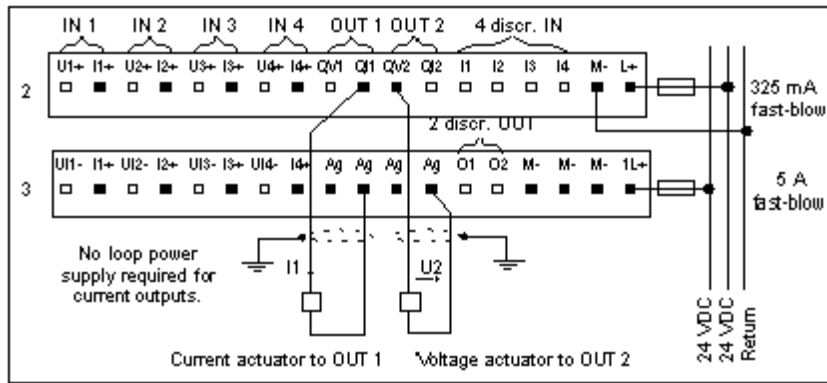 IN 1 IN 2 IN 3 IN 4 OUT 1 OUT 2 4 discr. IN
U1+ I1+ U2+ I2+ U3+ I3+ U4+ I4+ QV1 QI1 QV2 QI2 I1 I2 I3 I4 M- L+
2
325 mA
fast-blow
2 discr. OUT
UI1- I1+ UI2- I2+ UI3- I3+ UI4- I4+ Ag Ag Ag Ag O1 O2 M- M- M- 1L+
3
5 A
fast-blow
No loop power
supply required for
current outputs.
I1
U2
Current actuator to OUT 1
Voltage actuator to OUT 2
24 VDC
24 VDC
Return